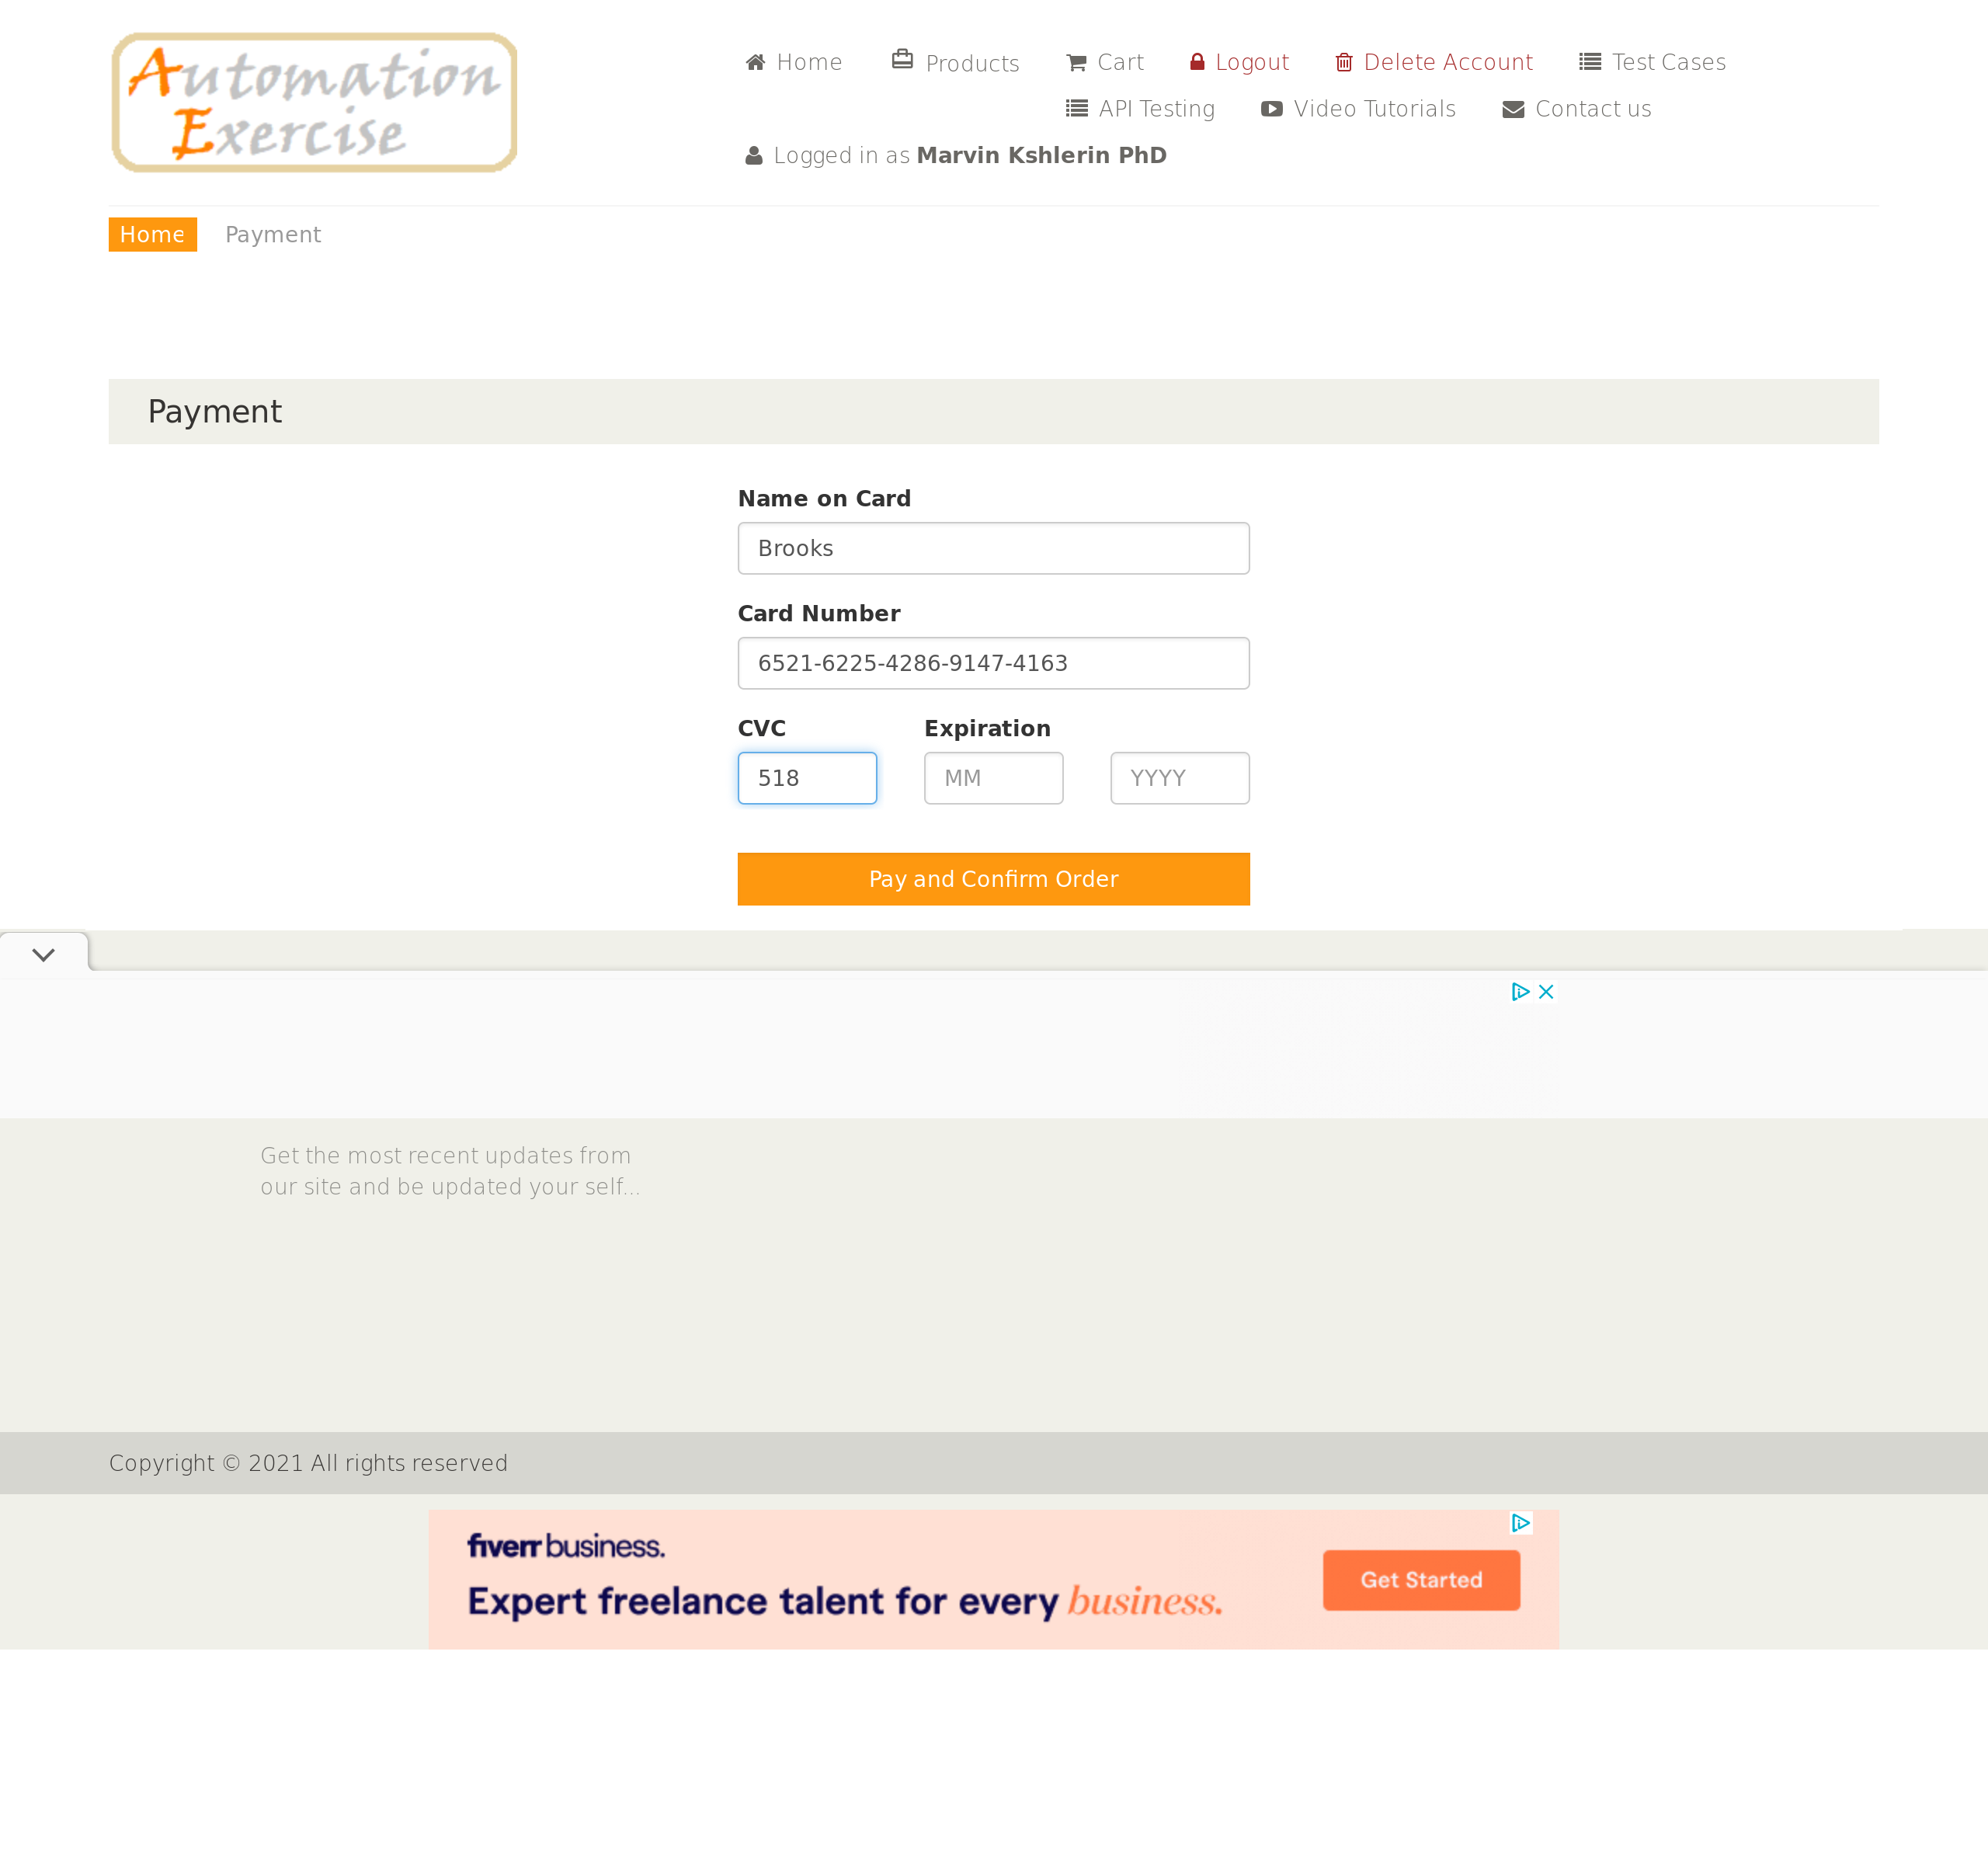 Automation
Exercise
Home
Products
Cart
Logout
Delete Account
Test Cases
API Testing
Video Tutorials
Contact us
Logged in as Marvin Kshlerin PhD
Home
Payment
Payment
Name on Card
Brooks
Card Number
6521-6225-4286-9147-4163
CVC
Expiration
518
MM
YYYY
Pay and Confirm Order
Get the most recent updates from
our site and be updated your self...
Copyright © 2021 All rights reserved
fiverr business.
Expert freelance talent for every business.
Get Started